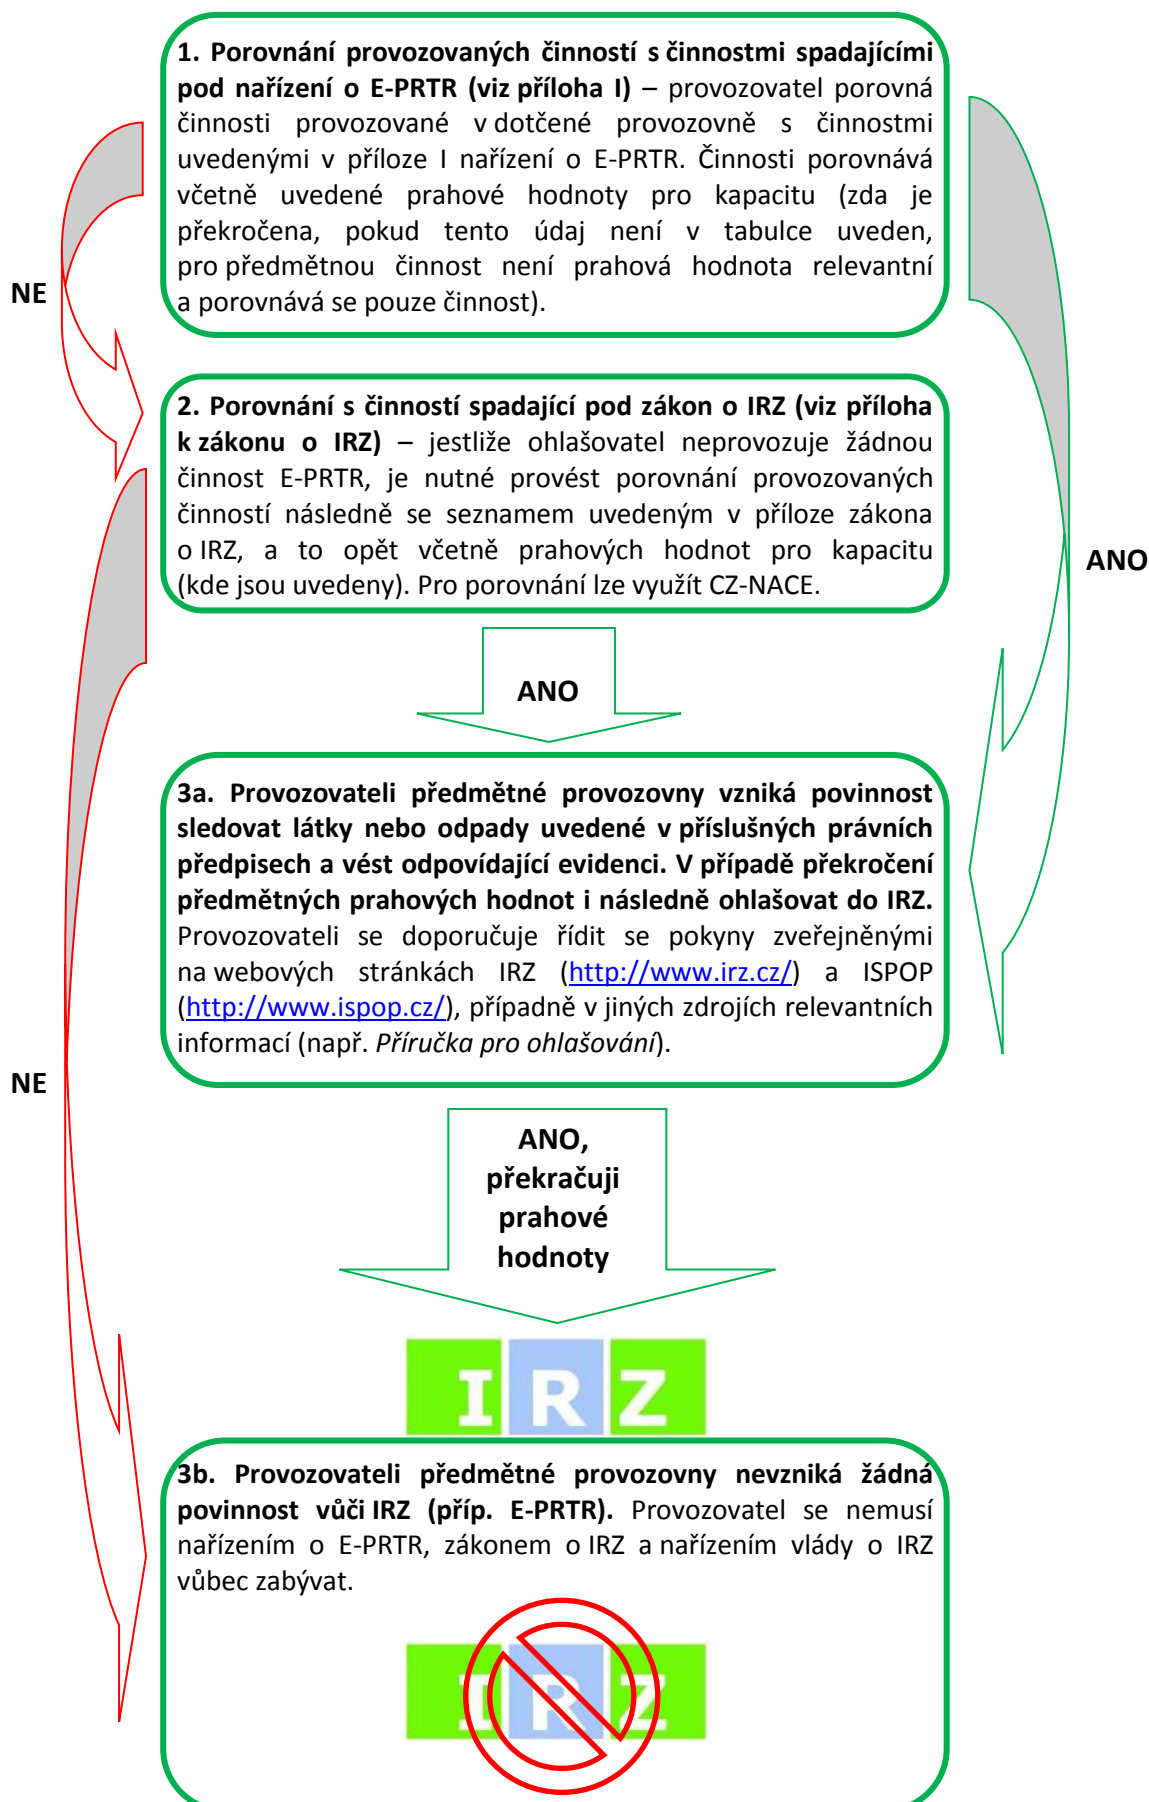 1. Porovnání provozovaných činností s činnostmi spadajícími
pod nařízení o E-PRTR (viz příloha I) – provozovatel porovná
činnosti provozované v dotčené provozovně s činnostmi
uvedenými v příloze I nařízení o E-PRTR. Činnosti porovnává
včetně uvedené prahové hodnoty pro kapacitu (zda je
překročena, pokud tento údaj není v tabulce uveden,
pro předmětnou činnost není prahová hodnota relevantní
a porovnává se pouze činnost).
NE
2. Porovnání s činností spadající pod zákon o IRZ (viz příloha
k zákonu o IRZ) – jestliže ohlašovatel neprovozuje žádnou
činnost E-PRTR, je nutné provést porovnání provozovaných
činností následně se seznamem uvedeným v příloze zákona
o IRZ, a to opět včetně prahových hodnot pro kapacitu
(kde jsou uvedeny). Pro porovnání lze využít CZ-NACE.
ANO
ANO
3a. Provozovateli předmětné provozovny vzniká povinnost
sledovat látky nebo odpady uvedené v příslušných právních
předpisech a vést odpovídající evidenci. V případě překročení
předmětných prahových hodnot i následně ohlašovat do IRZ.
Provozovateli se doporučuje řídit se pokyny zveřejněnými
na webových stránkách IRZ (http://www.irz.cz/) a ISPOP
(http://www.ispop.cz/), případně v jiných zdrojích relevantních
informací (např. Příručka pro ohlašování).
NE
ANO,
překračuji
prahové
hodnoty
IRZ
3b. Provozovateli předmětné provozovny nevzniká žádná
povinnost vůči IRZ (příp. E-PRTR). Provozovatel se nemusí
nařízením o E-PRTR, zákonem o IRZ a nařízením vlády o IRZ
vůbec zabývat.
IRZ